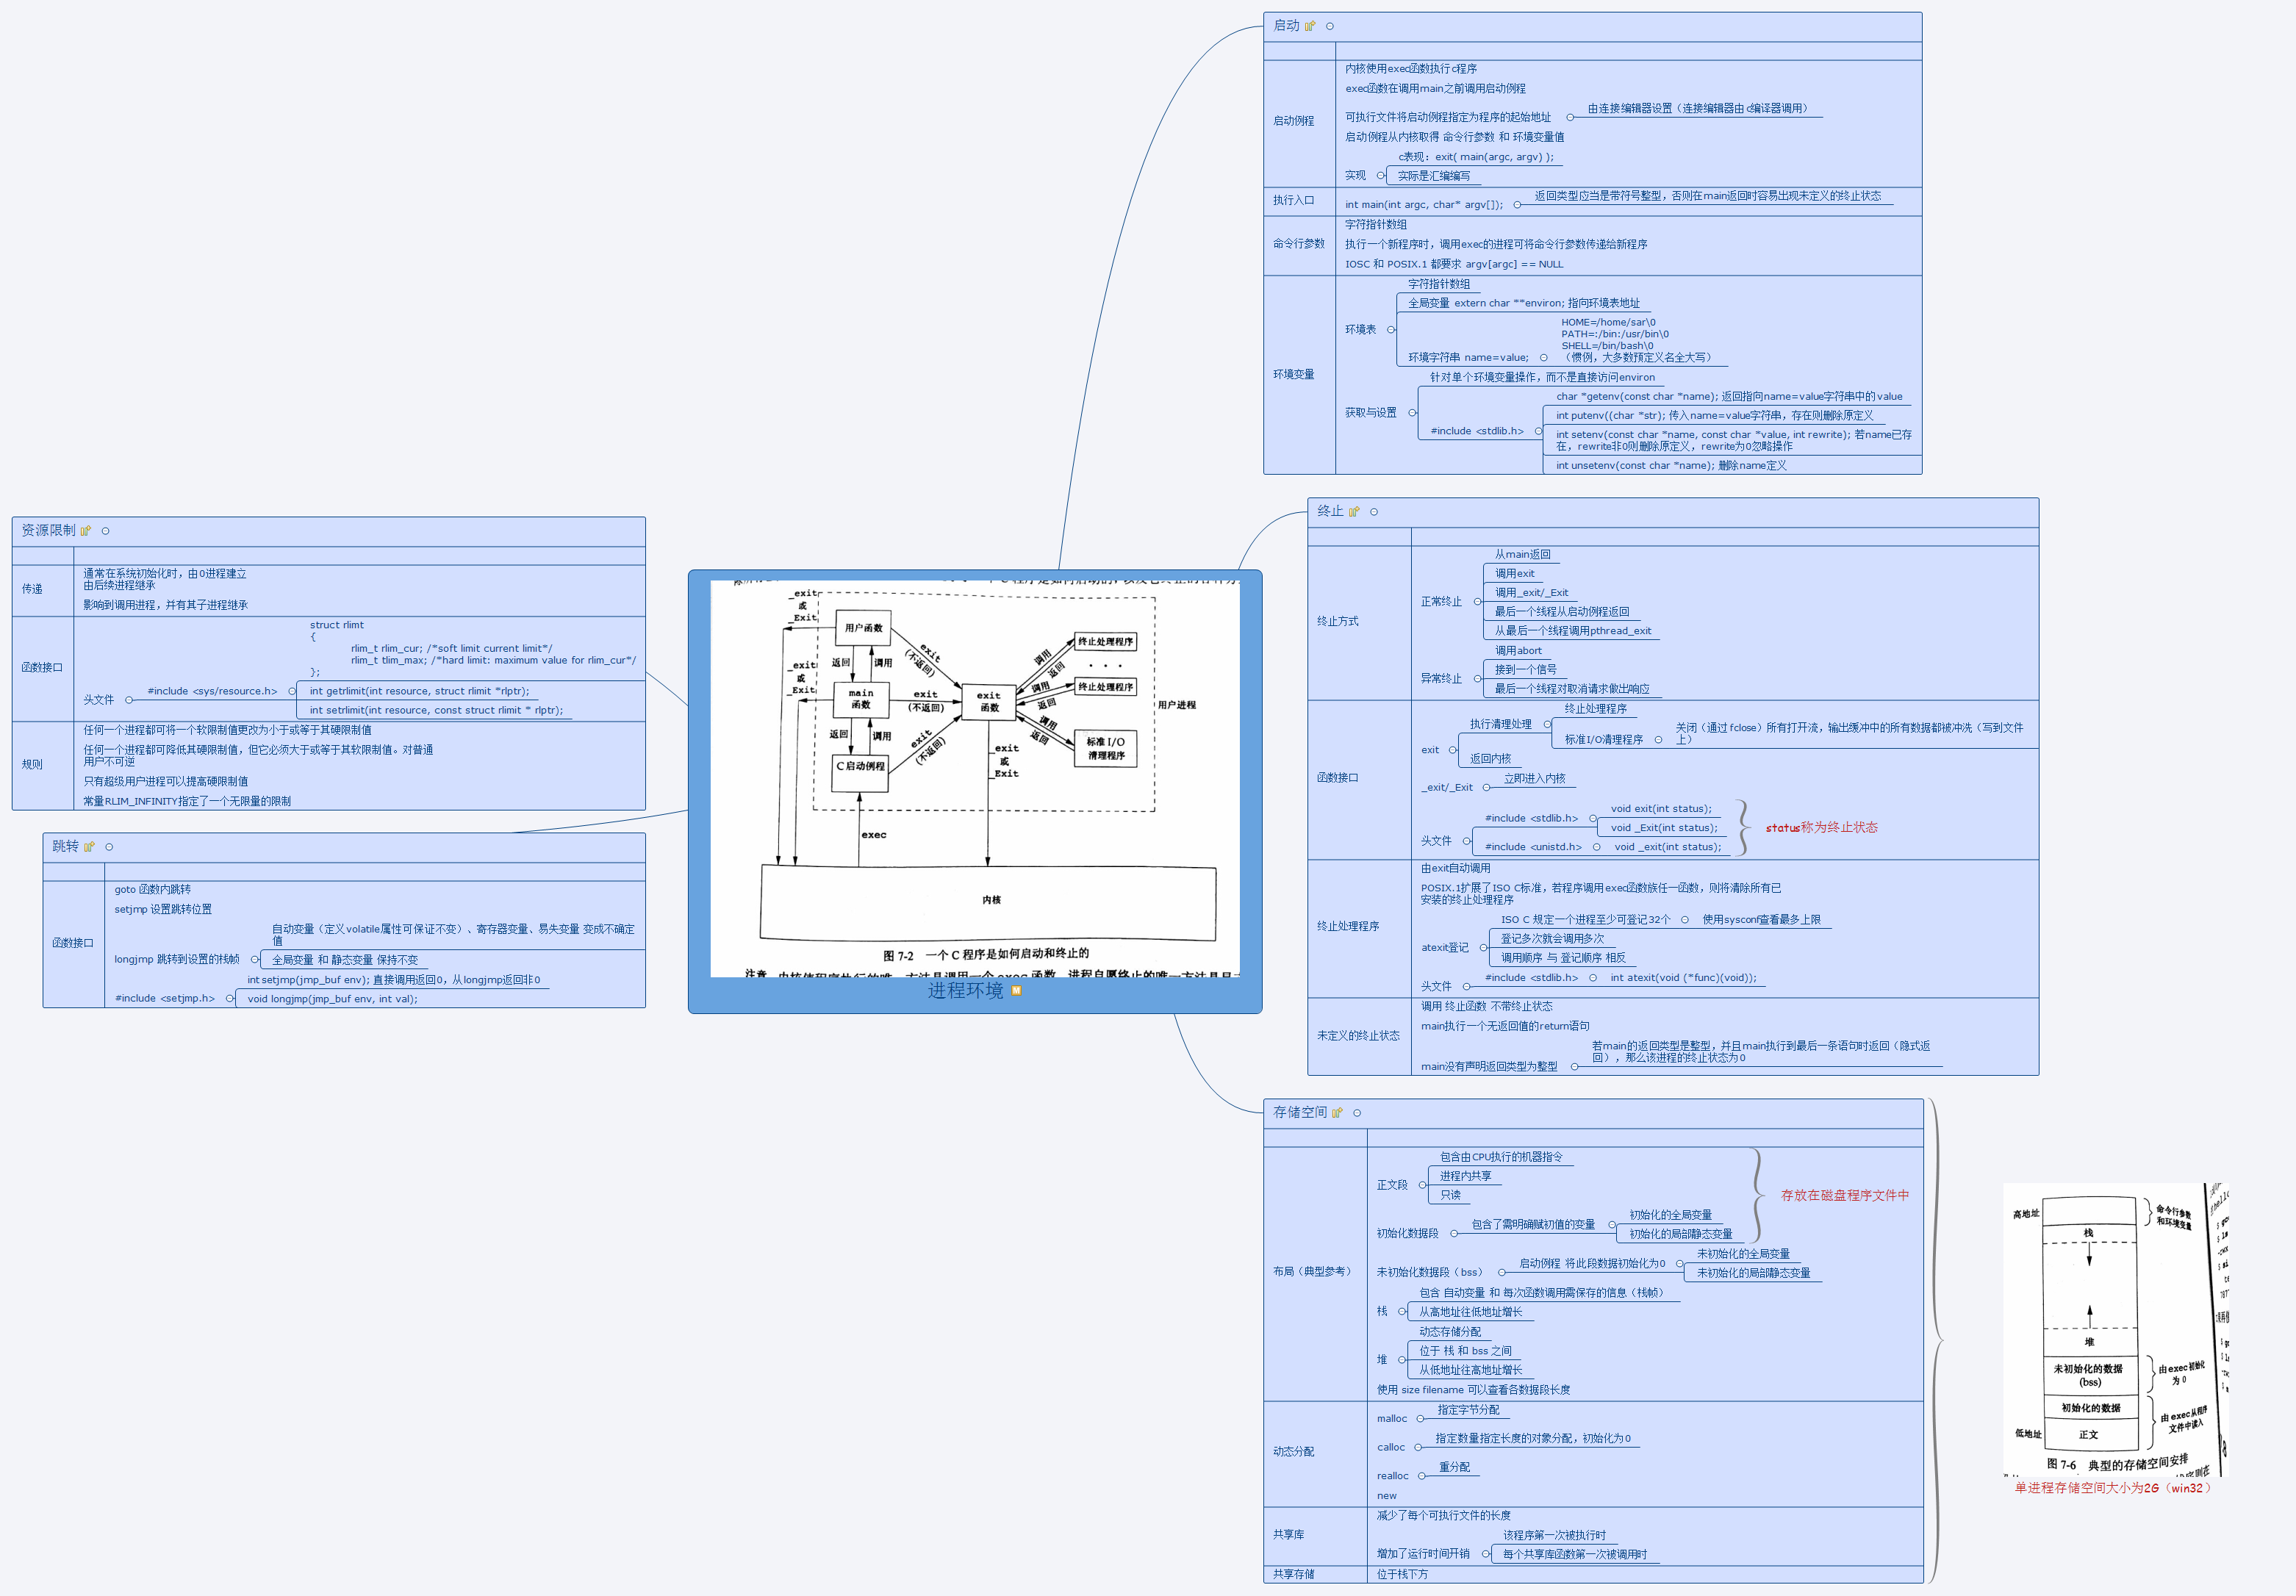 启动
启动例程
内核使用exec函数执行c程序
exec函数在调用main之前调用启动例程
可执行文件将启动例程指定为程序的起始地址
由连接编辑器设置（连接编辑器由c编译器调用）
启动例程从内核取得 命令行参数 和 环境变量值
实现
c表现：exit( main(argc, argv) );
实际是汇编编写
执行入口
int main(int argc, char* argv[]);
返回类型应当是带符号整型，否则在main返回时容易出现未定义的终止状态
命令行参数
字符指针数组
执行一个新程序时，调用exec的进程可将命令行参数传递给新程序
IOSC 和 POSIX.1 都要求 argv[argc] == NULL
环境变量
环境表
字符指针数组
全局变量 extern char **environ; 指向环境表地址
环境字符串 name=value;
HOME=/home/sar\0
PATH=:/bin:/usr/bin\0
SHELL=/bin/bash\0
（惯例，大多数预定义名全大写）
获取与设置
针对单个环境变量操作，而不是直接访问environ
#include <stdlib.h>
char *getenv(const char *name); 返回指向name=value字符串中的value
int putenv((char *str); 传入name=value字符串，存在则删除原定义
int setenv(const char *name, const char *value, int rewrite); 若name已存
在，rewrite非0则删除原定义，rewrite为0忽略操作
int unsetenv(const char *name); 删除name定义
终止
终止方式
正常终止
从main返回
调用exit
调用_exit/_Exit
最后一个线程从启动例程返回
从最后一个线程调用pthread_exit
异常终止
调用abort
接到一个信号
最后一个线程对取消请求做出响应
函数接口
exit
执行清理处理
终止处理程序
标准I/O清理程序
关闭（通过 fclose）所有打开流，输出缓冲中的所有数据都被冲洗（写到文件
上）
返回内核
_exit/_Exit
立即进入内核
头文件
#include <stdlib.h>
void exit(int status);
void _Exit(int status);
#include <unistd.h>
void _exit(int status);
status称为终止状态
终止处理程序
由exit自动调用
POSIX.1扩展了ISO C标准，若程序调用exec函数族任一函数，则将清除所有已
安装的终止处理程序
atexit登记
ISO C 规定一个进程至少可登记32个
使用sysconf查看最多上限
登记多次就会调用多次
调用顺序 与 登记顺序 相反
头文件
#include <stdlib.h>
int atexit(void (*func)(void));
未定义的终止状态
调用 终止函数 不带终止状态
main执行一个无返回值的return语句
main没有声明返回类型为整型
若main的返回类型是整型，并且main执行到最后一条语句时返回（隐式返
回），那么该进程的终止状态为0
存储空间
布局（典型参考）
正文段
包含由CPU执行的机器指令
进程内共享
只读
初始化数据段
包含了需明确赋初值的变量
初始化的全局变量
初始化的局部静态变量
存放在磁盘程序文件中
未初始化数据段（bss）
启动例程 将此段数据初始化为0
未初始化的全局变量
未初始化的局部静态变量
栈
包含 自动变量 和 每次函数调用需保存的信息（栈帧）
从高地址往低地址增长
堆
动态存储分配
位于 栈 和 bss 之间
从低地址往高地址增长
使用 size filename 可以查看各数据段长度
动态分配
malloc
指定字节分配
calloc
指定数量指定长度的对象分配，初始化为0
realloc
重分配
new
共享库
减少了每个可执行文件的长度
增加了运行时间开销
该程序第一次被执行时
每个共享库函数第一次被调用时
共享存储
位于栈下方
高地址
命令行参数
和环境变量
栈
堆
未初始化的数据
(bss)
由exec初始化
为 0
初始化的数据
由 exec从程序
文件中读入
低地址
正文
图 7-6 典型的存储空间安排
单进程存储空间大小为2G（win32）
资源限制
传递
通常在系统初始化时，由0进程建立
由后续进程继承
影响到调用进程，并有其子进程继承
函数接口
头文件
#include <sys/resource.h>
struct rlimt
{
rlim_t rlim_cur; /*soft limit current limit*/
rlim_t tlim_max; /*hard limit: maximum value for rlim_cur*/
};
int getrlimit(int resource, struct rlimit *rlptr);
int setrlimit(int resource, const struct rlimit * rlptr);
规则
任何一个进程都可将一个软限制值更改为小于或等于其硬限制值
任何一个进程都可降低其硬限制值，但它必须大于或等于其软限制值。对普通
用户不可逆
只有超级用户进程可以提高硬限制值
常量RLIM_INFINITY指定了一个无限量的限制
跳转
函数接口
goto 函数内跳转
setjmp 设置跳转位置
longjmp 跳转到设置的栈帧
自动变量（定义volatile属性可保证不变）、寄存器变量、易失变量 变成不确定
值
全局变量 和 静态变量 保持不变
#include <setjmp.h>
int setjmp(jmp_buf env); 直接调用返回0，从longjmp返回非0
void longjmp(jmp_buf env, int val);
_exit
或
_Exit
用户函数
返回
调用
exit
(不返回)
_exit
或
_Exit
main
函数
exit
(不返回)
exit
函数
返回
调用
exit
(不返回)
C 启动例程
调用
返回
终止处理程序
· · ·
调用
返回
终止处理程序
调用
返回
标准 I/O
清理程序
用户进程
_exit
或
_Exit
exec
内核
图 7-2 一个 C 程序是如何启动和终止的
进程环境